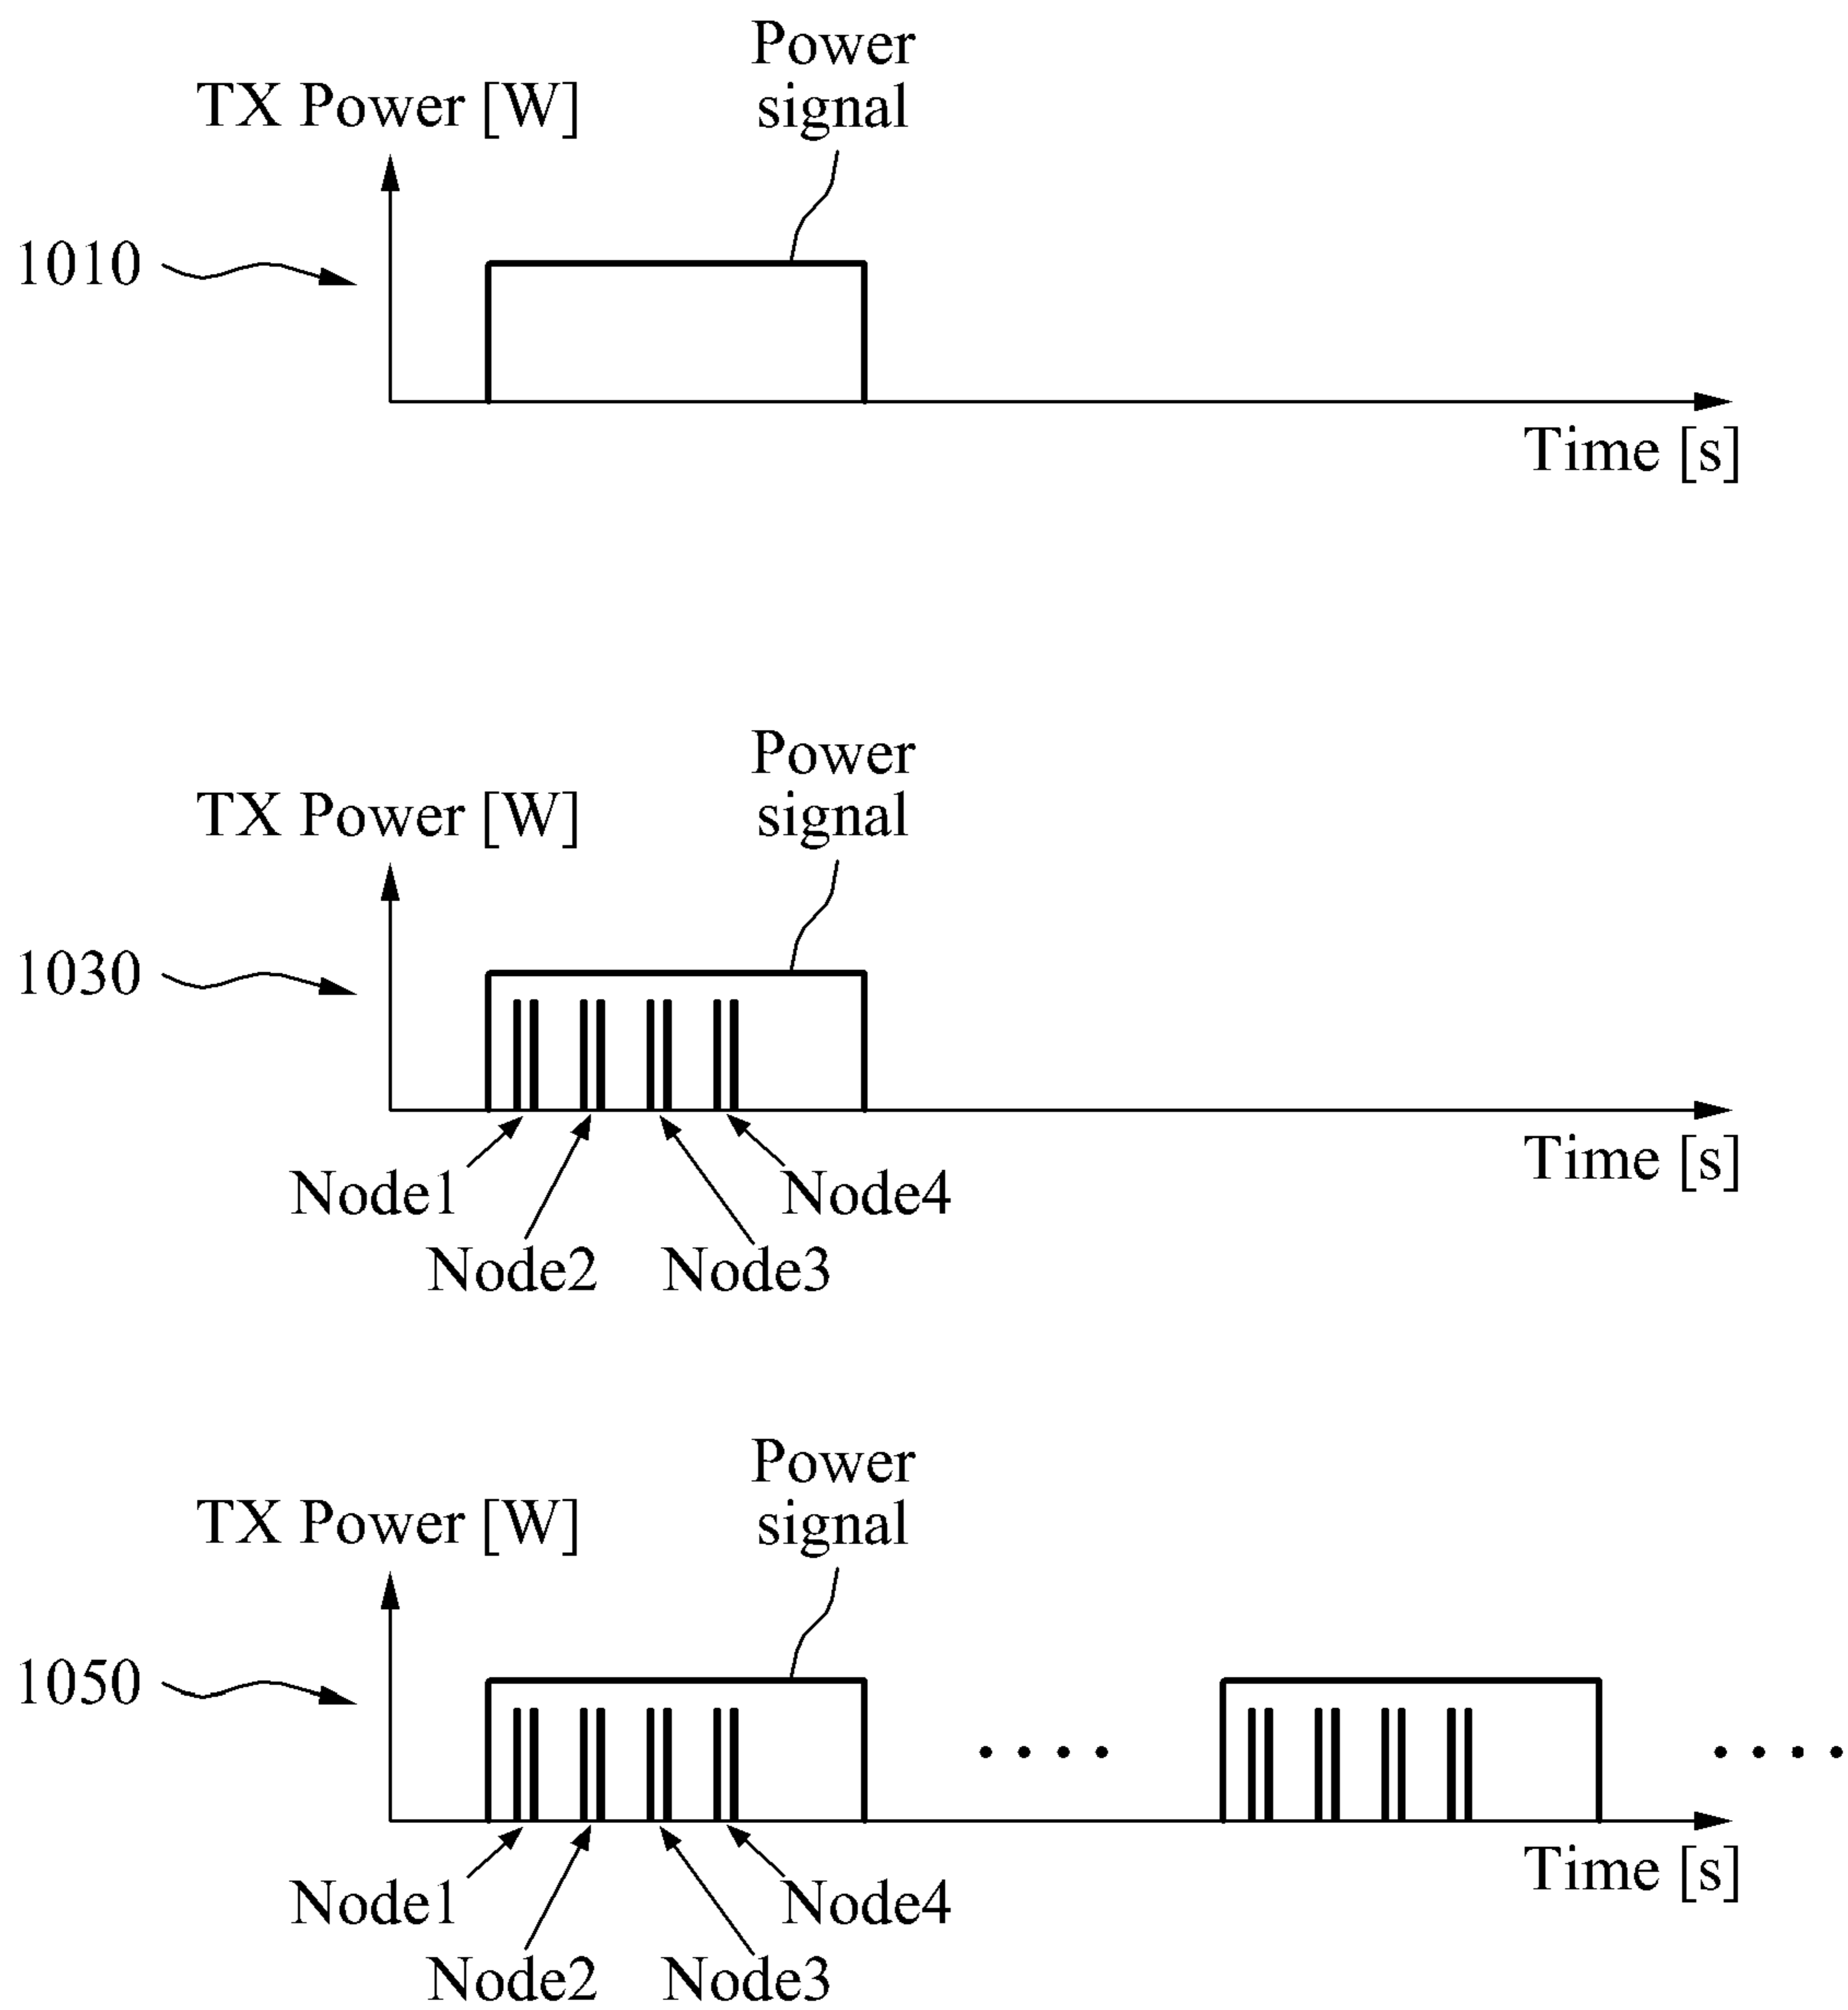 Power
signal
TX Power [W]
1010
Time [s]
Power
signal
TX Power [W]
1030
Time [s]
Node1
Node4
Node2
Node3
Power
signal
TX Power [W]
1050
Time [s]
Node1
Node4
Node2
Node3